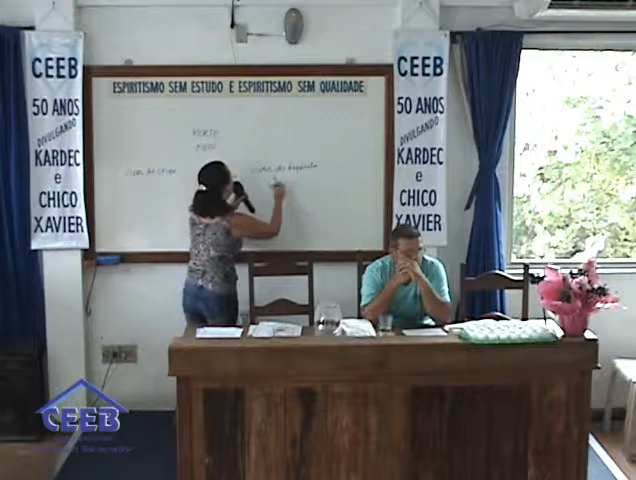 CEEB
50 ANOS
DIVULGANDO
KARDEC
e
CHICO
XAVIER
ESPIRITISMO SEM ESTUDO E ESPIRITISMO SEM QUALIDADE
MORTE
CEEB
50 ANOS
DIVULGANDO
KARDEC
e
CHICO
XAVIER
CEEB